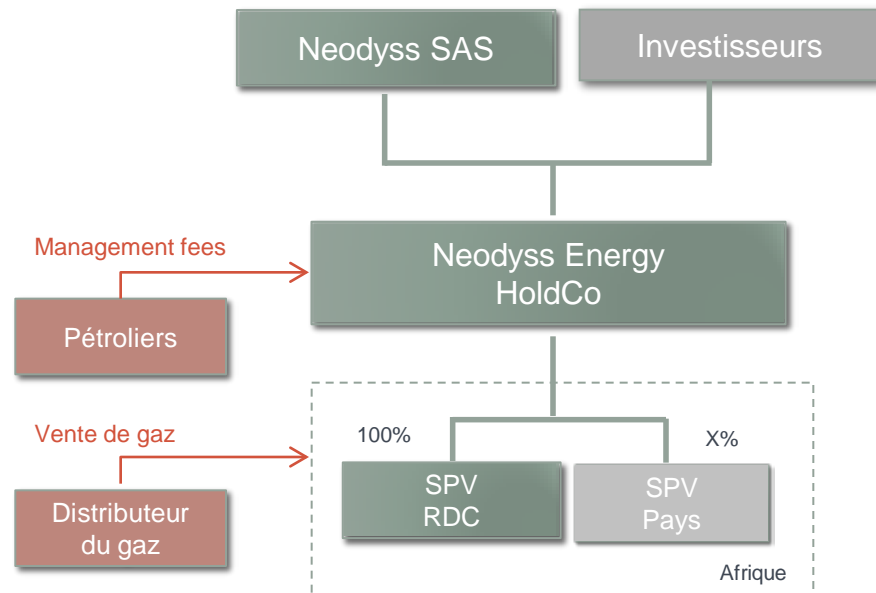 Neodyss SAS
Investisseurs
Management fees
Neodyss Energy
HoldCo
Pétroliers
Vente de gaz
100%
X%
SPV
RDC
SPV
Pays
Distributeur
du gaz
Afrique